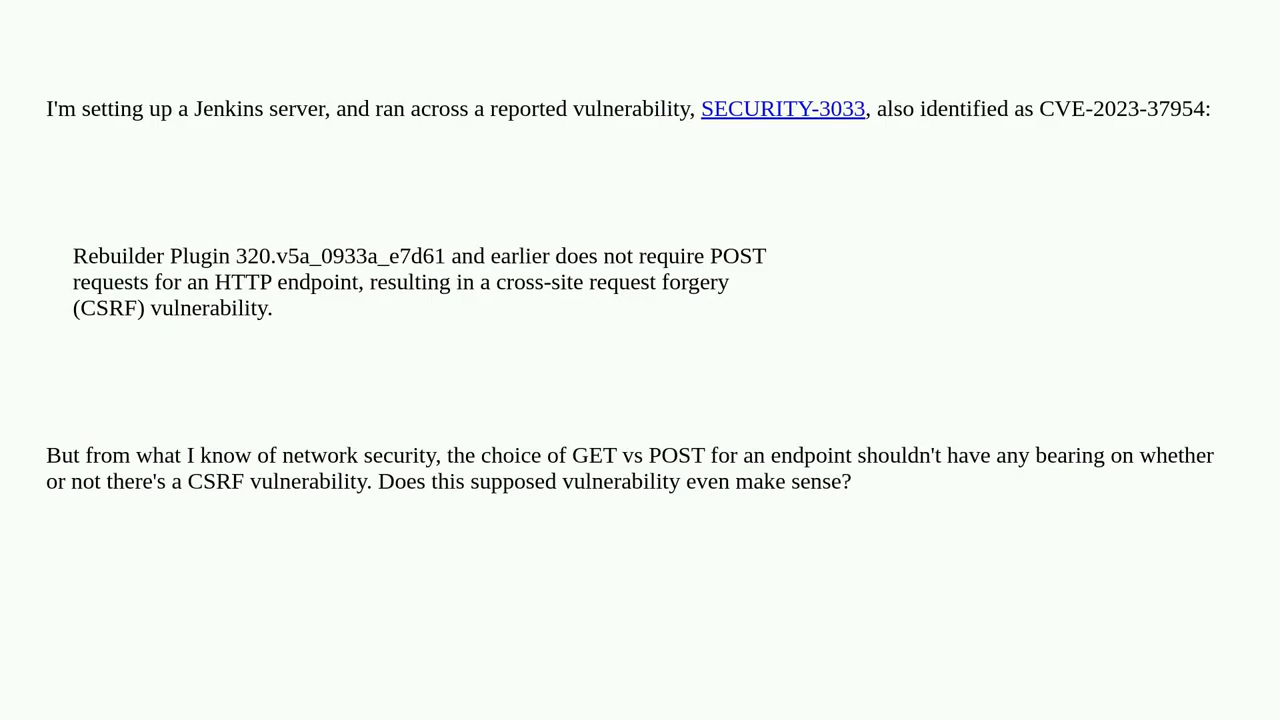 I'm setting up a Jenkins server, and ran across a reported vulnerability, SECURITY-3033, also identified as CVE-2023-37954:
Rebuilder Plugin 320.v5a_0933a_e7d61 and earlier does not require POST
requests for an HTTP endpoint, resulting in a cross-site request forgery
(CSRF) vulnerability.
But from what I know of network security, the choice of GET vs POST for an endpoint shouldn't have any bearing on whether
or not there's a CSRF vulnerability. Does this supposed vulnerability even make sense?